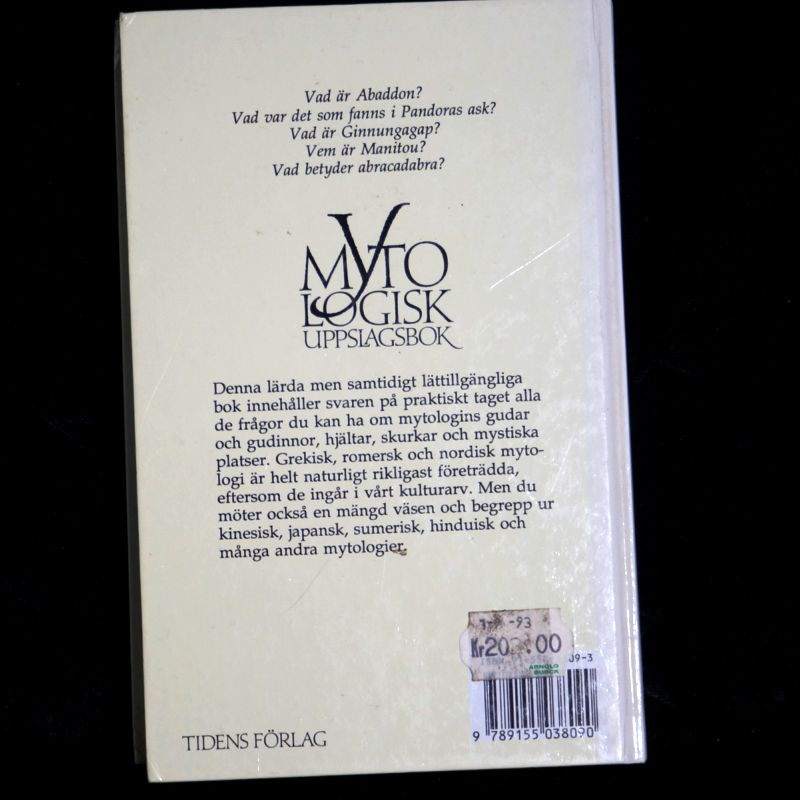 Vad är Abaddon?
Vad var det som fanns i Pandoras ask?
Vad är Ginnungagap?
Vem är Manitou?
Vad betyder abracadabra?
MYTO
LOGISK
UPPSLAGSBOK
Denna lärda men samtidigt lättillgängliga
bok innehåller svaren på praktiskt taget alla
de frågor du kan ha om mytologins gudar
och gudinnor, hjältar, skurkar och mystiska
platser. Grekisk, romersk och nordisk myto-
logi är helt naturligt rikligast företrädda,
eftersom de ingår i vårt kulturarv. Men du
möter också en mängd väsen och begrepp ur
kinesisk, japansk, sumerisk, hinduisk och
många andra mytologier.
-93
Kr
09-3
ARNOLD
BUSCK
9 789155 038090
TIDENS FÖRLAG